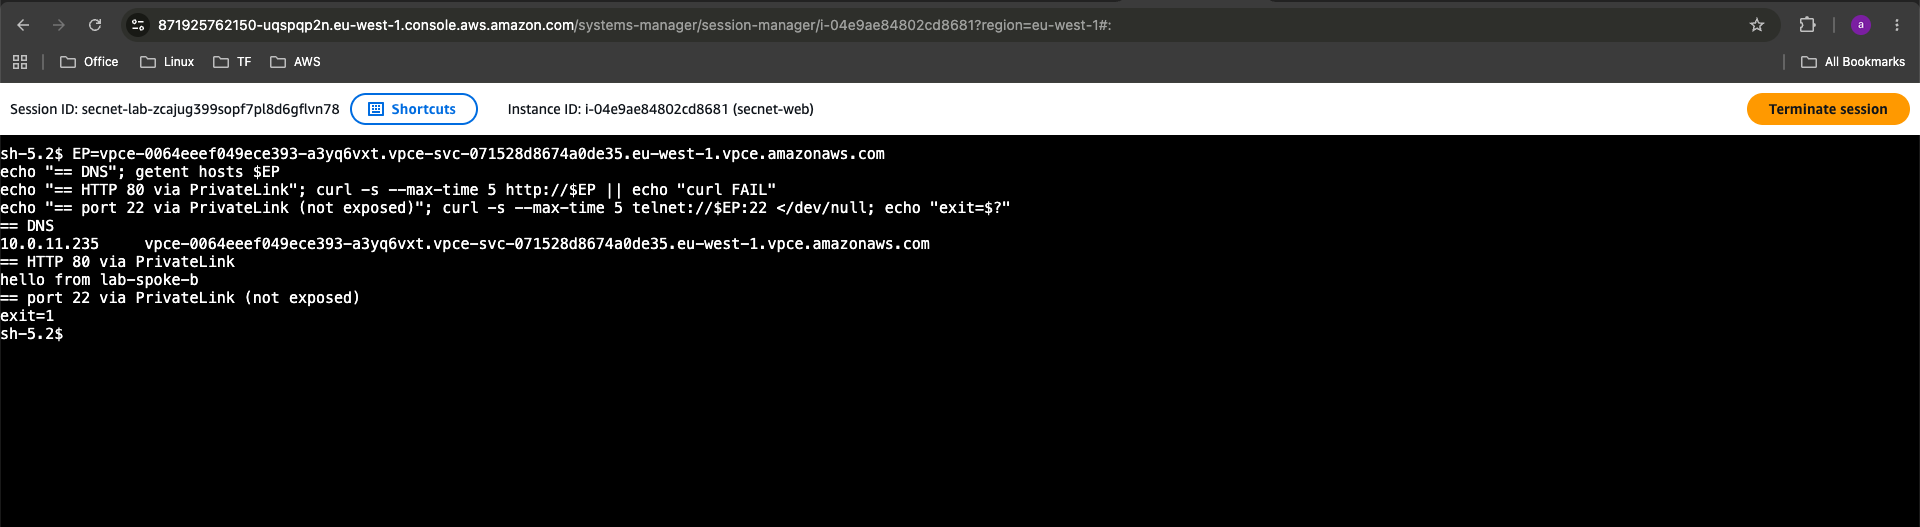 871925762150-uqspqp2n.eu-west-1.console.aws.amazon.com/systems-manager/session-manager/i-04e9ae84802cd8681?region=eu-west-1#:
a
Office Linux TF AWS All Bookmarks
Session ID: secnet-lab-zcajug399sopf7pl8d6gflvn78 Shortcuts Instance ID: i-04e9ae84802cd8681 (secnet-web) Terminate session
sh-5.2$ EP=vpce-0064eeef049ece393-a3yq6vxt.vpce-svc-071528d8674a0de35.eu-west-1.vpce.amazonaws.com
echo "== DNS"; getent hosts $EP
echo "== HTTP 80 via PrivateLink"; curl -s --max-time 5 http://$EP || echo "curl FAIL"
echo "== port 22 via PrivateLink (not exposed)"; curl -s --max-time 5 telnet://$EP:22 </dev/null; echo "exit=$?"
== DNS
10.0.11.235     vpce-0064eeef049ece393-a3yq6vxt.vpce-svc-071528d8674a0de35.eu-west-1.vpce.amazonaws.com
== HTTP 80 via PrivateLink
hello from lab-spoke-b
== port 22 via PrivateLink (not exposed)
exit=1
sh-5.2$